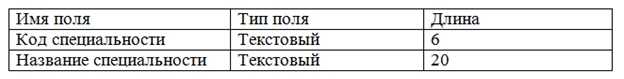 Имя поля Тип поля Длина
Код специальности Текстовый 6
Название специальности Текстовый 20